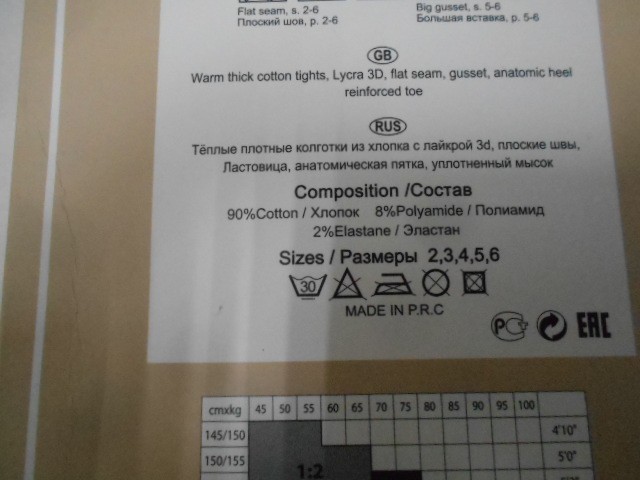 Flat seam, s. 2-6 Big gusset, s. 5-6
Плоский шов, р. 2-6 Большая вставка, р. 5-6
GB
Warm thick cotton tights, Lycra 3D, flat seam, gusset, anatomic heel
reinforced toe
RUS
Тёплые плотные колготки из хлопка с лайкрой 3d, плоские швы,
Ластовица, анатомическая пятка, уплотненный мысок
Composition /Состав
90%Cotton / Хлопок 8%Polyamide / Полиамид
2%Elastane / Эластан
Sizes / Размеры 2,3,4,5,6
30
MADE IN P.R.C
РСТ EAC
cmxkg 45 50 55 60 65 70 75 80 85 90 95 100
145/150 4'10"
150/155 1:2 5'0"